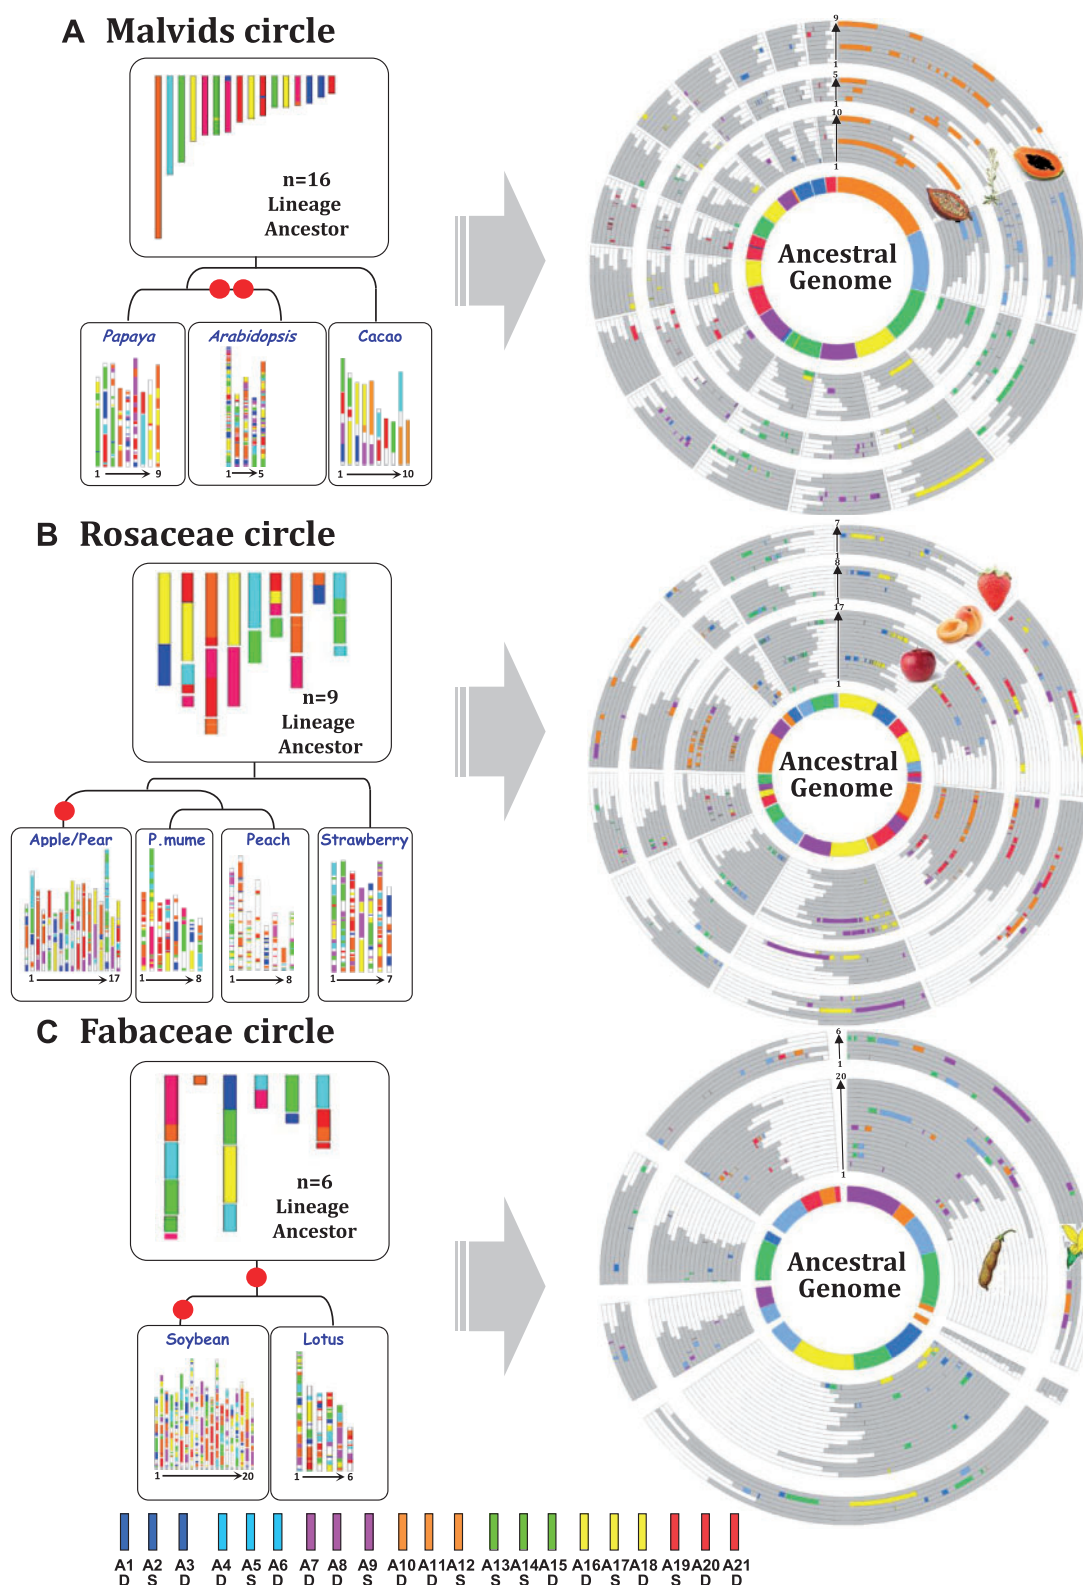 A Malvids circle
n=16
Lineage
Ancestor
Papaya
Arabidopsis
Cacao
1 9
1 5
1 10
9
1
5
1
10
1
Ancestral
Genome
B Rosaceae circle
n=9
Lineage
Ancestor
Apple/Pear
P.mume
Peach
Strawberry
1 17
1 8
1 8
1 7
7
1
8
1
17
1
Ancestral
Genome
C Fabaceae circle
n=6
Lineage
Ancestor
Soybean
Lotus
1 20
1 6
6
1
20
1
Ancestral
Genome
A1 A2 A3 A4 A5 A6 A7 A8 A9 A10 A11 A12 A13 A14 A15 A16 A17 A18 A19 A20 A21
D S D D S D D D S D D S S S D D S D S D D